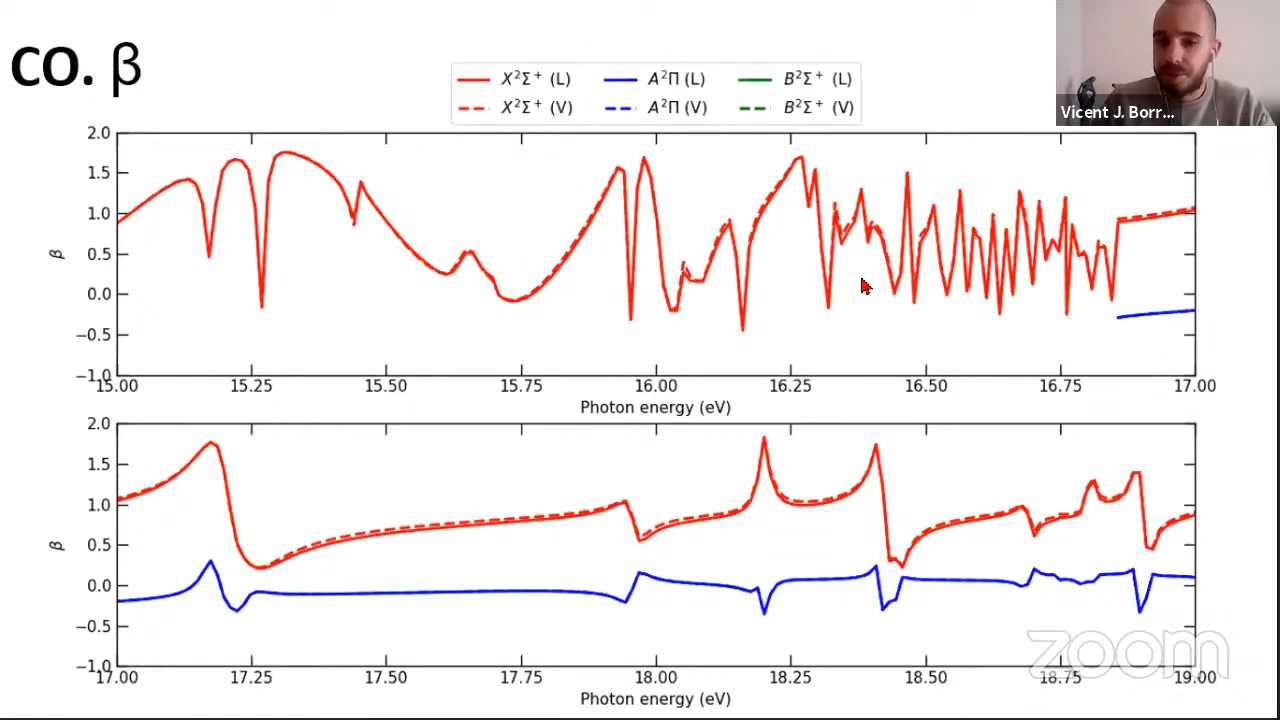 CO. β
X²Σ⁺ (L) A²Π (L) B²Σ⁺ (L)
X²Σ⁺ (V) A²Π (V) B²Σ⁺ (V)
Vicent J. Borr...
2.0
1.5
1.0
0.5
0.0
−0.5
−1.0
β
15.00 15.25 15.50 15.75 16.00 16.25 16.50 16.75 17.00
Photon energy (eV)
2.0
1.5
1.0
0.5
0.0
−0.5
−1.0
β
17.00 17.25 17.50 17.75 18.00 18.25 18.50 18.75 19.00
Photon energy (eV)
zoom